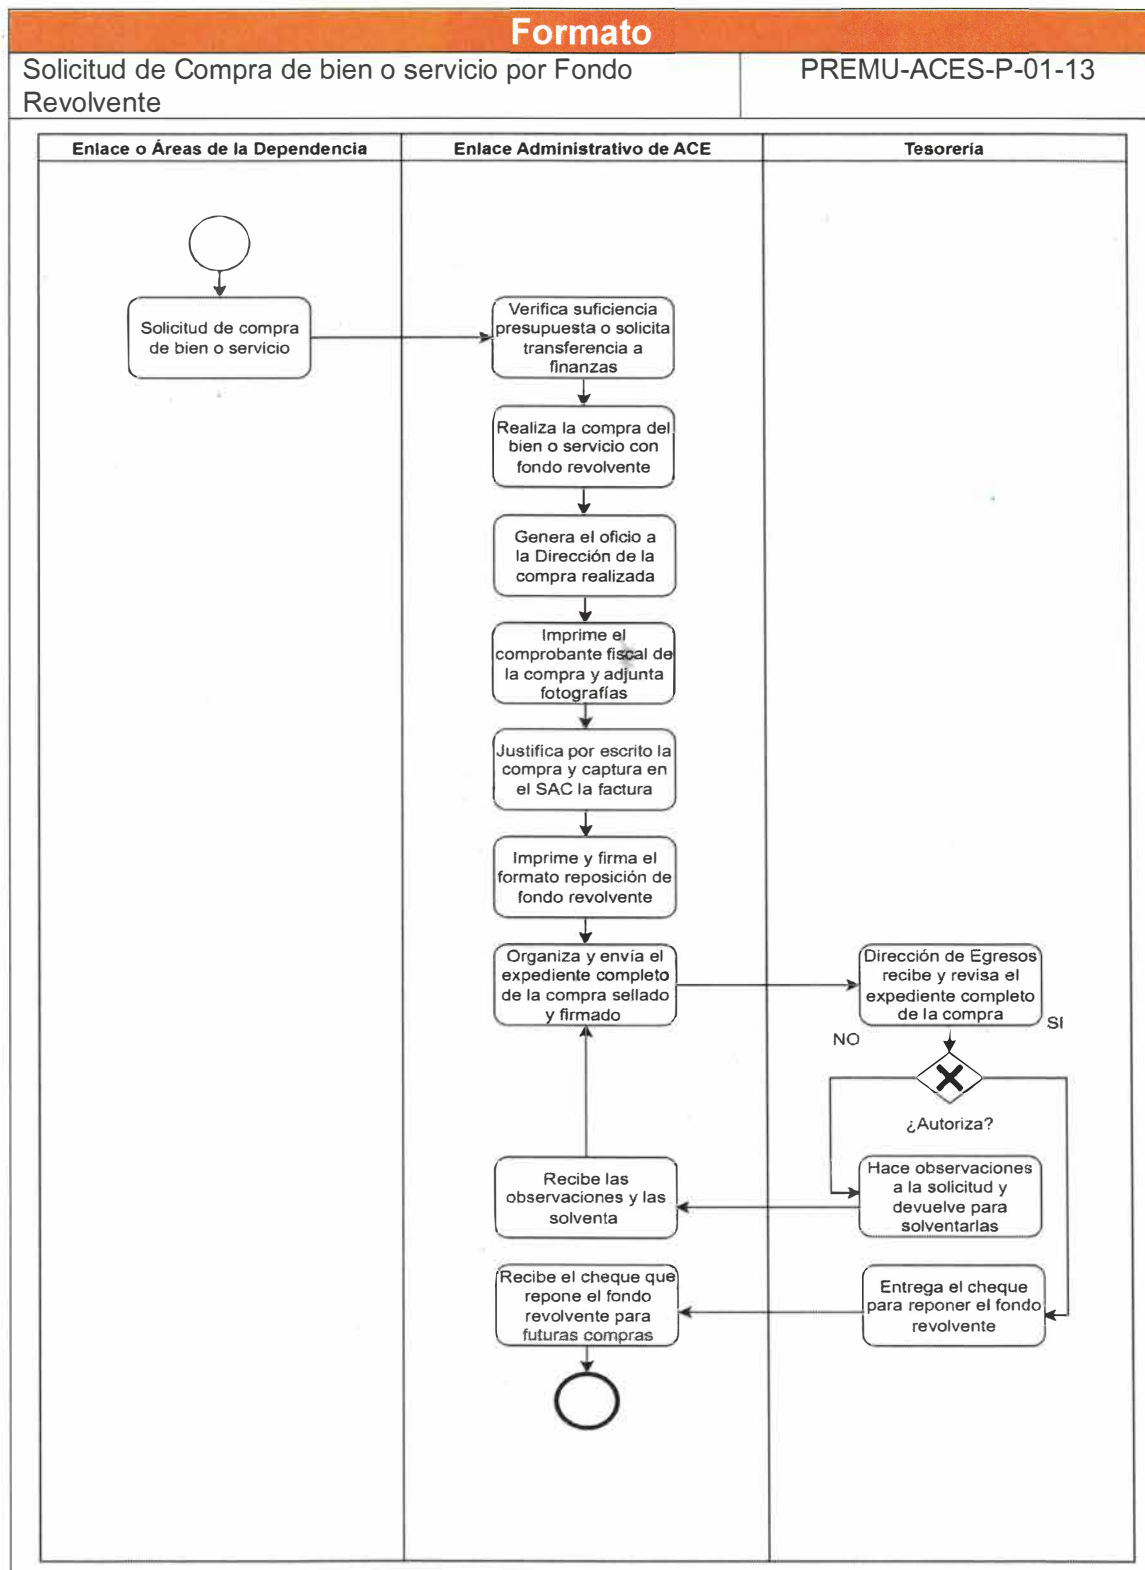 Formato
Solicitud de Compra de bien o servicio por Fondo
Revolvente
PREMU-ACES-P-01-13
Enlace o Áreas de la Dependencia
Enlace Administrativo de ACE
Tesorería
Solicitud de compra
de bien o servicio
Verifica suficiencia
presupuesta o solicita
transferencia a
finanzas
Realiza la compra del
bien o servicio con
fondo revolvente
Genera el oficio a
la Dirección de la
compra realizada
Imprime el
comprobante fiscal de
la compra y adjunta
fotografías
Justifica por escrito la
compra y captura en
el SAC la factura
Imprime y firma el
formato reposición de
fondo revolvente
Organiza y envía el
expediente completo
de la compra sellado
y firmado
Dirección de Egresos
recibe y revisa el
expediente completo
de la compra
NO
SI
¿Autoriza?
Hace observaciones
a la solicitud y
devuelve para
solventarlas
Recibe las
observaciones y las
solventa
Entrega el cheque
para reponer el fondo
revolvente
Recibe el cheque que
repone el fondo
revolvente para
futuras compras